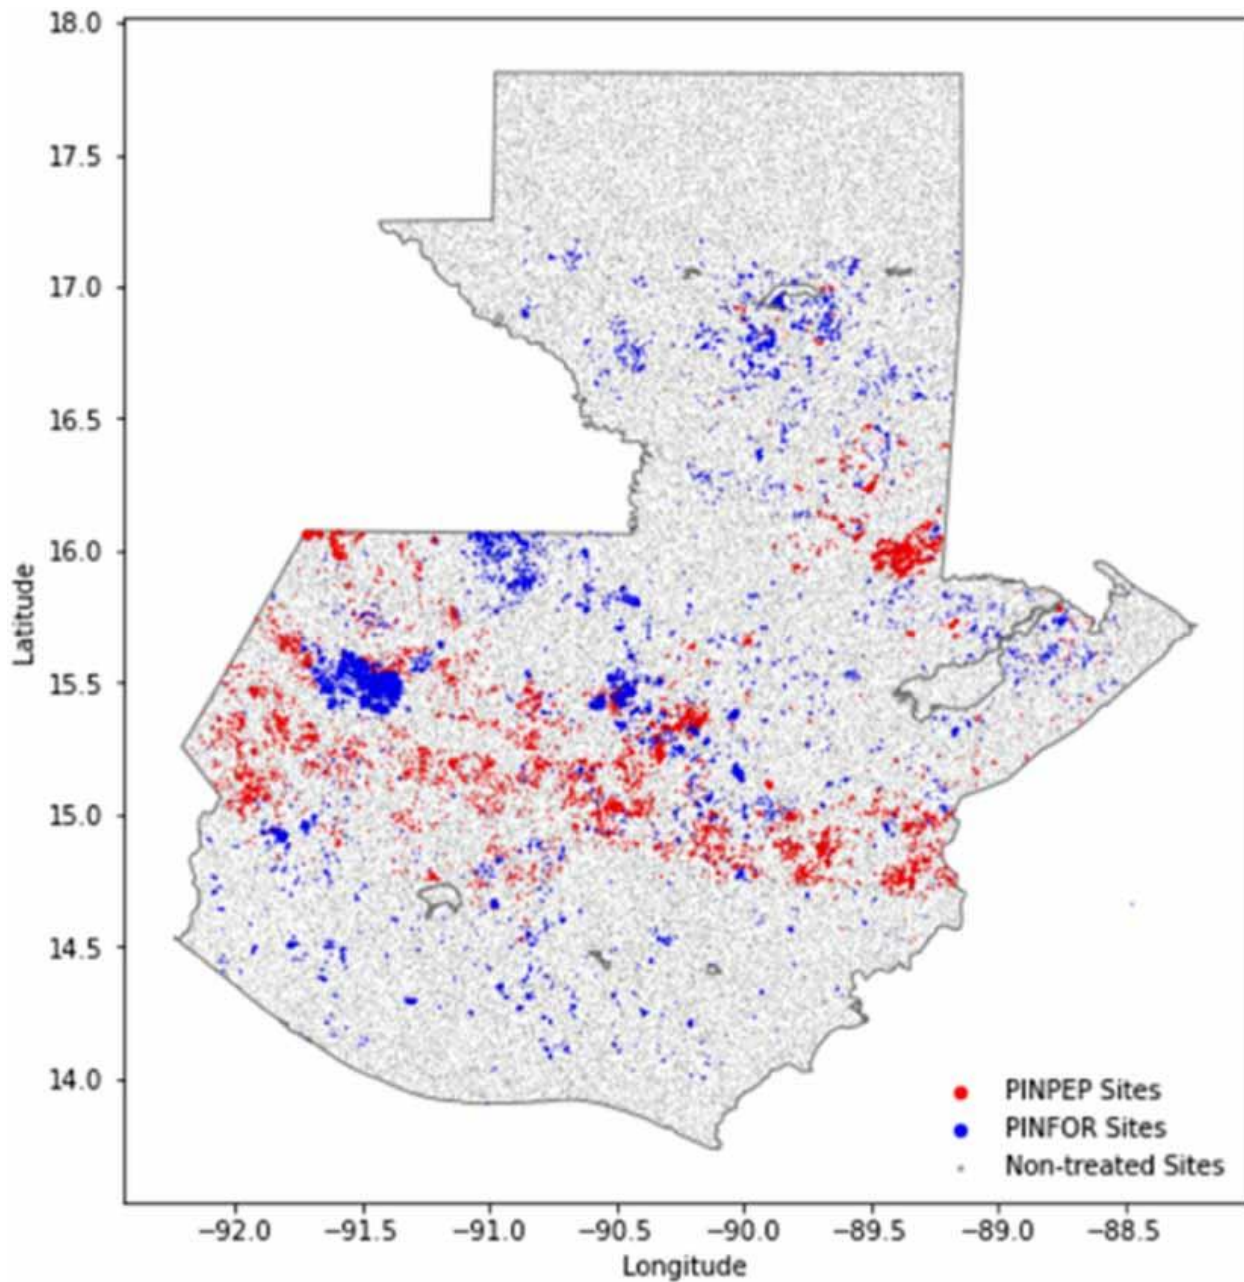 18.0
17.5
17.0
16.5
16.0
15.5
15.0
14.5
14.0
Latitude
PINPEP Sites
PINFOR Sites
Non-treated Sites
−92.0 −91.5 −91.0 −90.5 −90.0 −89.5 −89.0 −88.5
Longitude